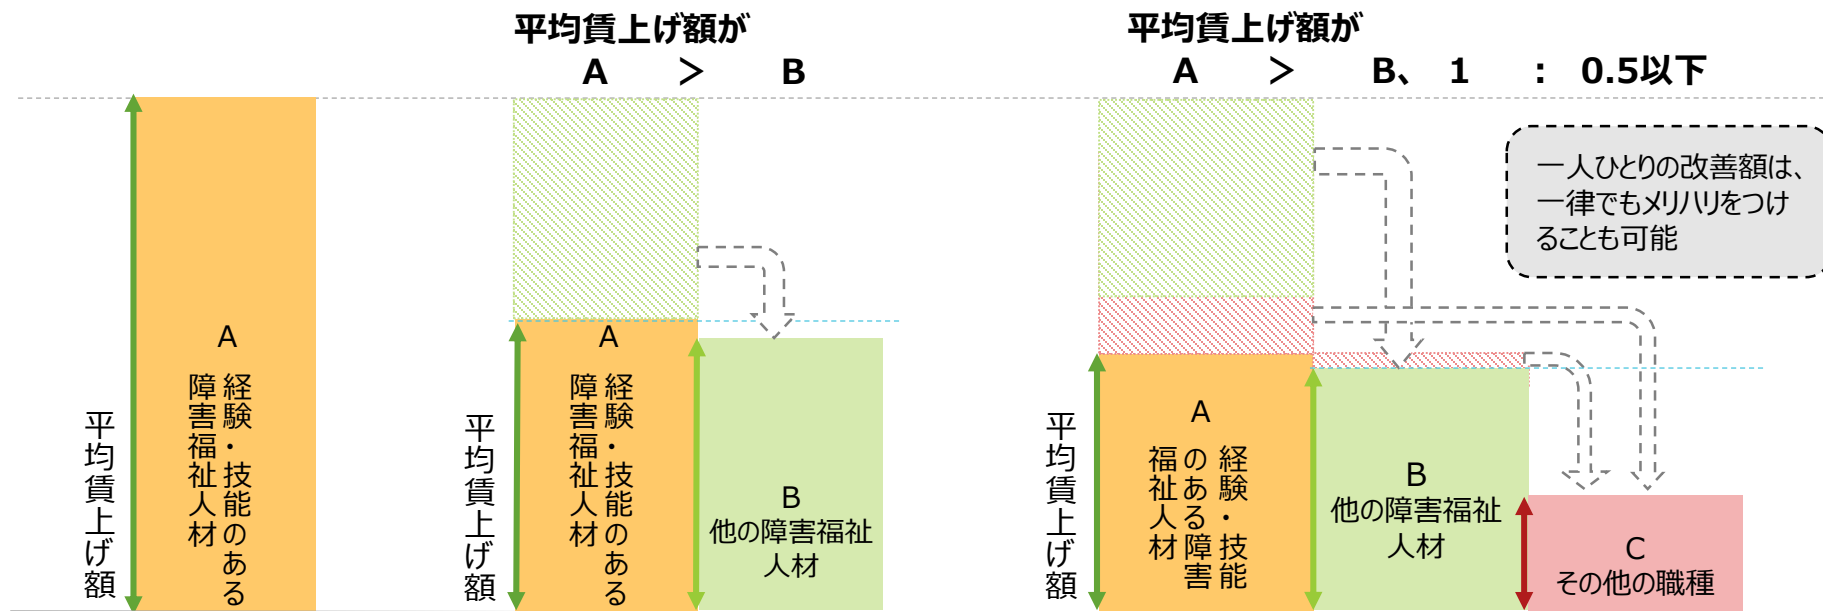 平均賃上げ額が
A ＞ B
平均賃上げ額が
A ＞ B、 1 : 0.5以下
一人ひとりの改善額は、
一律でもメリハリをつけ
ることも可能
平均賃上げ額
A
経験・技能のある
障害福祉人材
平均賃上げ額
A
経験・技能のある
障害福祉人材
B
他の障害福祉
人材
平均賃上げ額
A
経験・技能
のある障害
福祉人材
B
他の障害福祉
人材
C
その他の職種